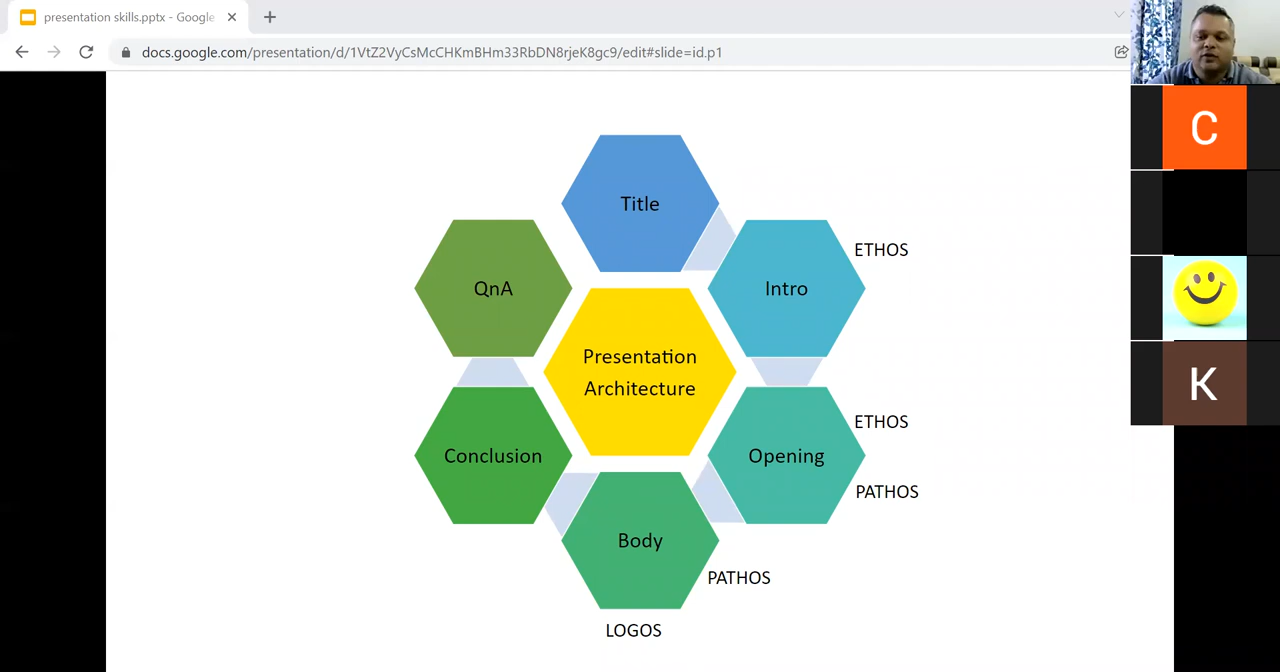 presentation skills.pptx - Google
docs.google.com/presentation/d/1VtZ2VyCsMcCHKmBHm33RbDN8rjeK8gc9/edit#slide=id.p1
Title
Intro
ETHOS
Opening
ETHOS
PATHOS
Body
PATHOS
LOGOS
Conclusion
QnA
Presentation
Architecture
C
K